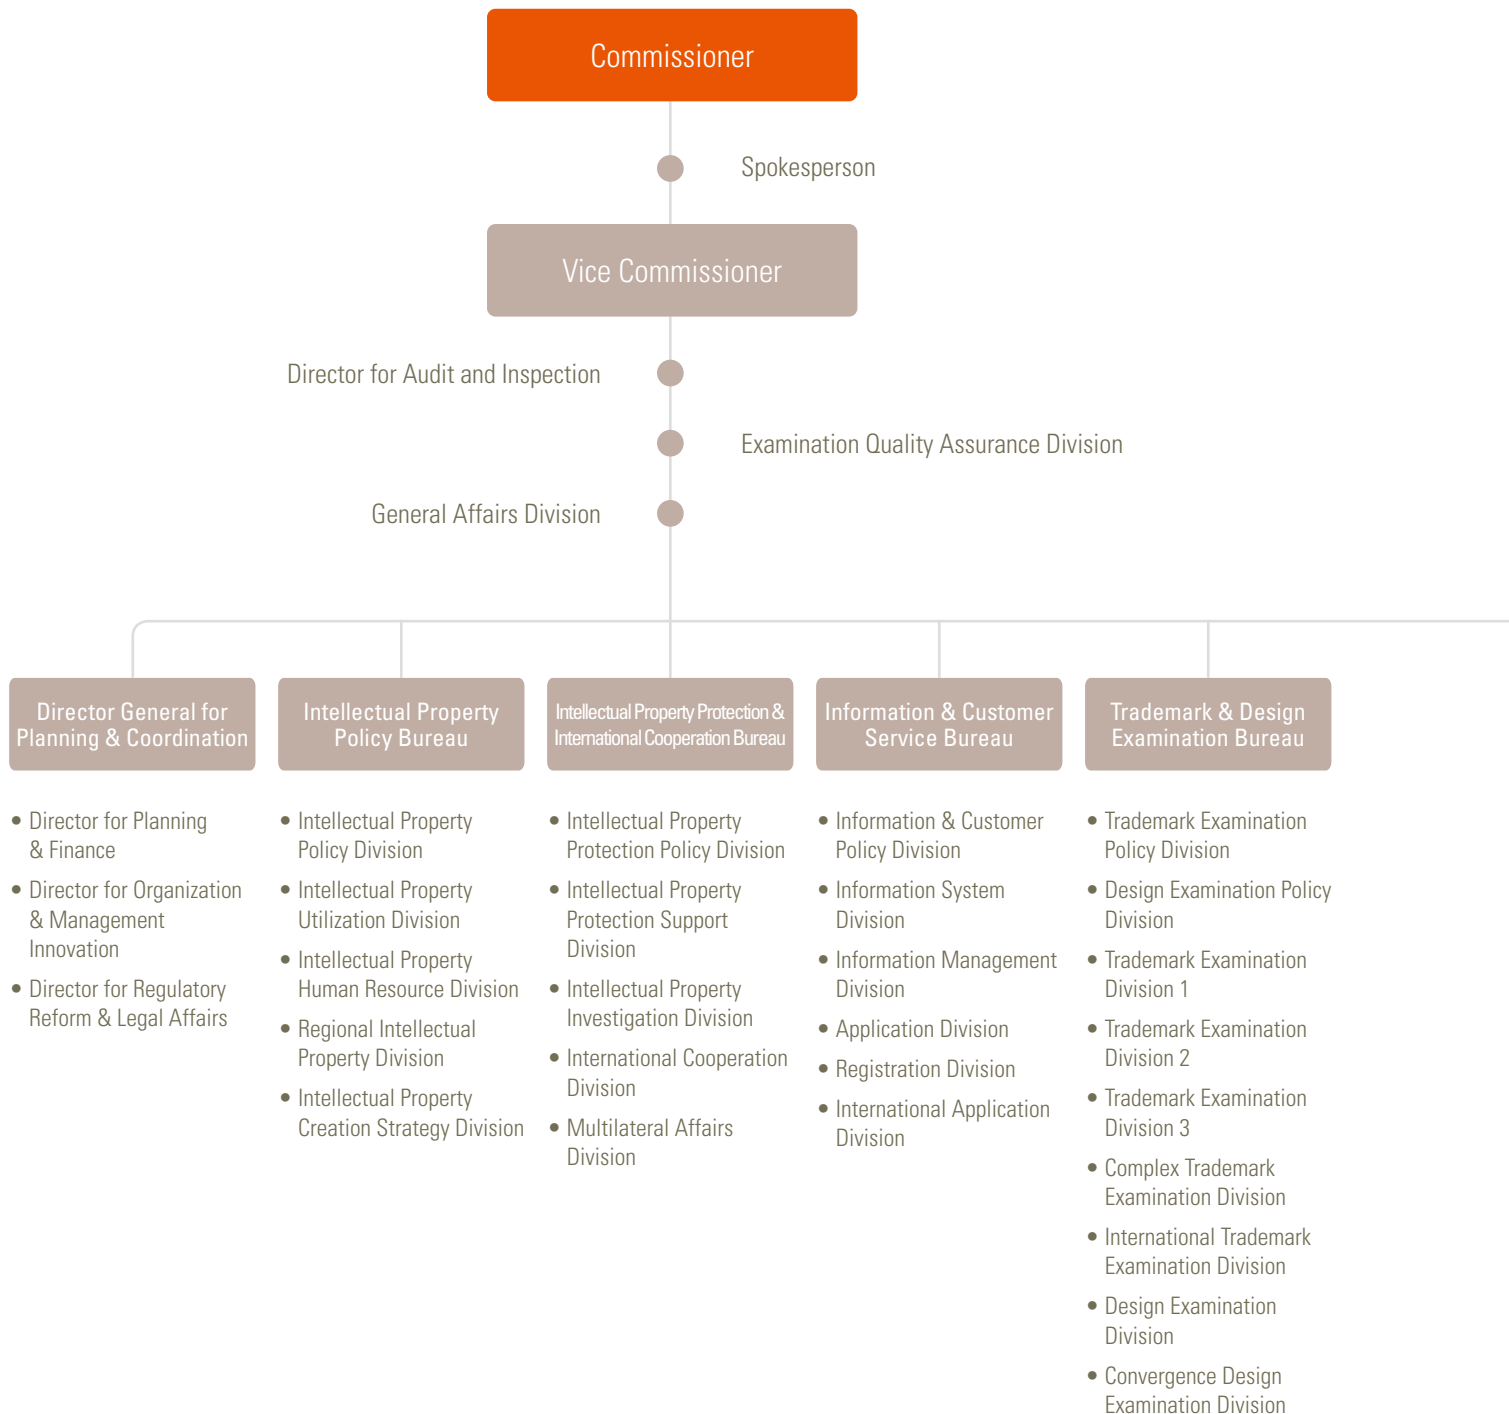 Commissioner
Spokesperson
Vice Commissioner
Director for Audit and Inspection
Examination Quality Assurance Division
General Affairs Division
Director General for
Planning & Coordination
• Director for Planning
& Finance
• Director for Organization
& Management
Innovation
• Director for Regulatory
Reform & Legal Affairs
Intellectual Property
Policy Bureau
• Intellectual Property
Policy Division
• Intellectual Property
Utilization Division
• Intellectual Property
Human Resource Division
• Regional Intellectual
Property Division
• Intellectual Property
Creation Strategy Division
Intellectual Property Protection &
International Cooperation Bureau
• Intellectual Property
Protection Policy Division
• Intellectual Property
Protection Support
Division
• Intellectual Property
Investigation Division
• International Cooperation
Division
• Multilateral Affairs
Division
Information & Customer
Service Bureau
• Information & Customer
Policy Division
• Information System
Division
• Information Management
Division
• Application Division
• Registration Division
• International Application
Division
Trademark & Design
Examination Bureau
• Trademark Examination
Policy Division
• Design Examination Policy
Division
• Trademark Examination
Division 1
• Trademark Examination
Division 2
• Trademark Examination
Division 3
• Complex Trademark
Examination Division
• International Trademark
Examination Division
• Design Examination
Division
• Convergence Design
Examination Division